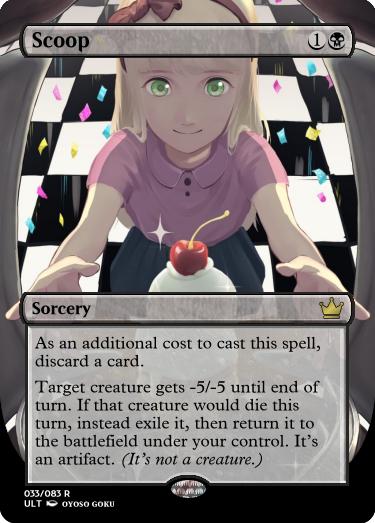 Scoop 1
Sorcery
As an additional cost to cast this spell,
discard a card.
Target creature gets -5/-5 until end of
turn. If that creature would die this
turn, instead exile it, then return it to
the battlefield under your control. It's
an artifact. (It's not a creature.)
033/083 R
ULT OYOSO GOKU